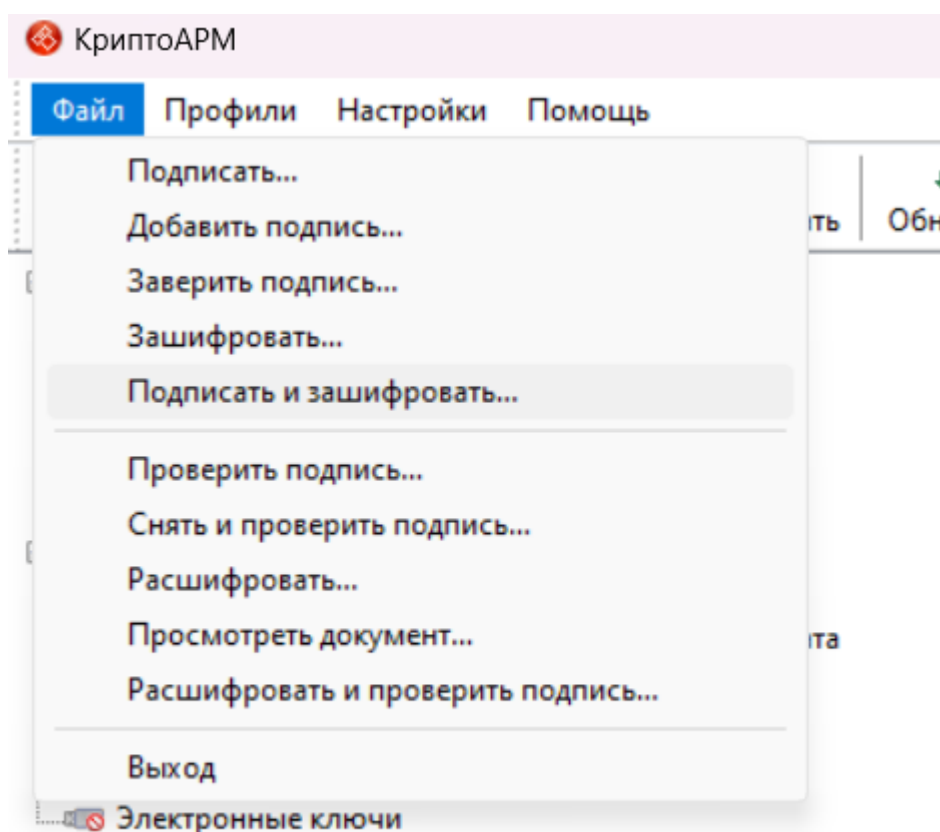 КриптоАРМ
Файл Профили Настройки Помощь
Подписать...
Добавить подпись...
Заверить подпись...
Зашифровать...
Подписать и зашифровать...
Проверить подпись...
Снять и проверить подпись...
Расшифровать...
Просмотреть документ...
Расшифровать и проверить подпись...
Выход
Электронные ключи